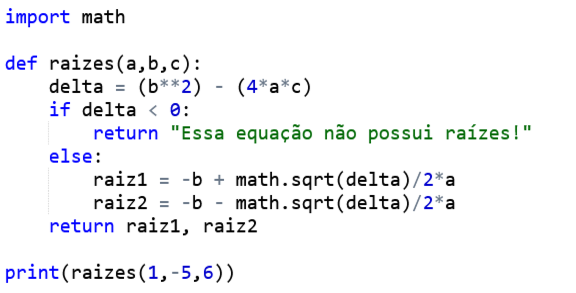 import math
def raizes(a,b,c):
    delta = (b**2) - (4*a*c)
    if delta < 0:
        return "Essa equação não possui raízes!"
    else:
        raiz1 = -b + math.sqrt(delta)/2*a
        raiz2 = -b - math.sqrt(delta)/2*a
    return raiz1, raiz2
print(raizes(1,-5,6))